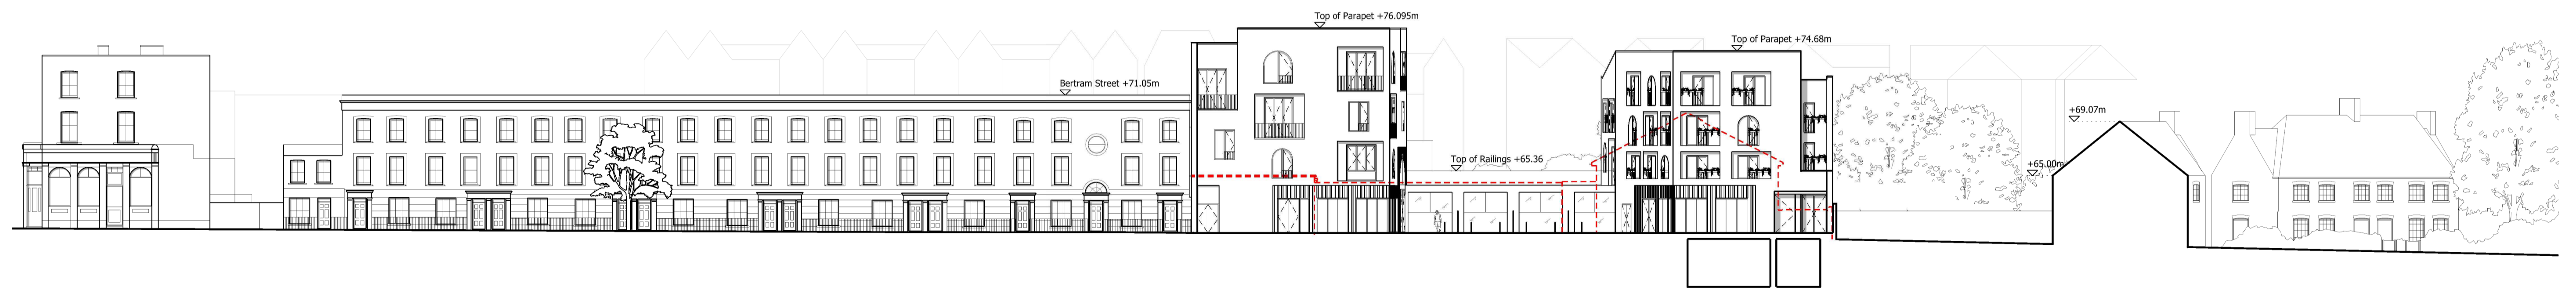 Top of Parapet +76.095m
Top of Parapet +74.68m
Bertram Street +71.05m
+69.07m
Top of Railings +65.36
+65.00m